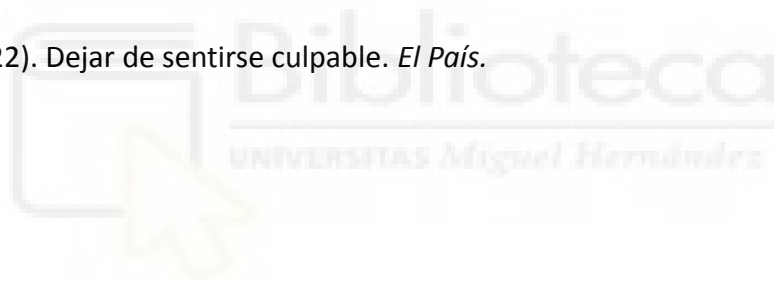 22). Dejar de sentirse culpable. El País.
Biblioteca
UNIVERSITAS Miguel Hernández